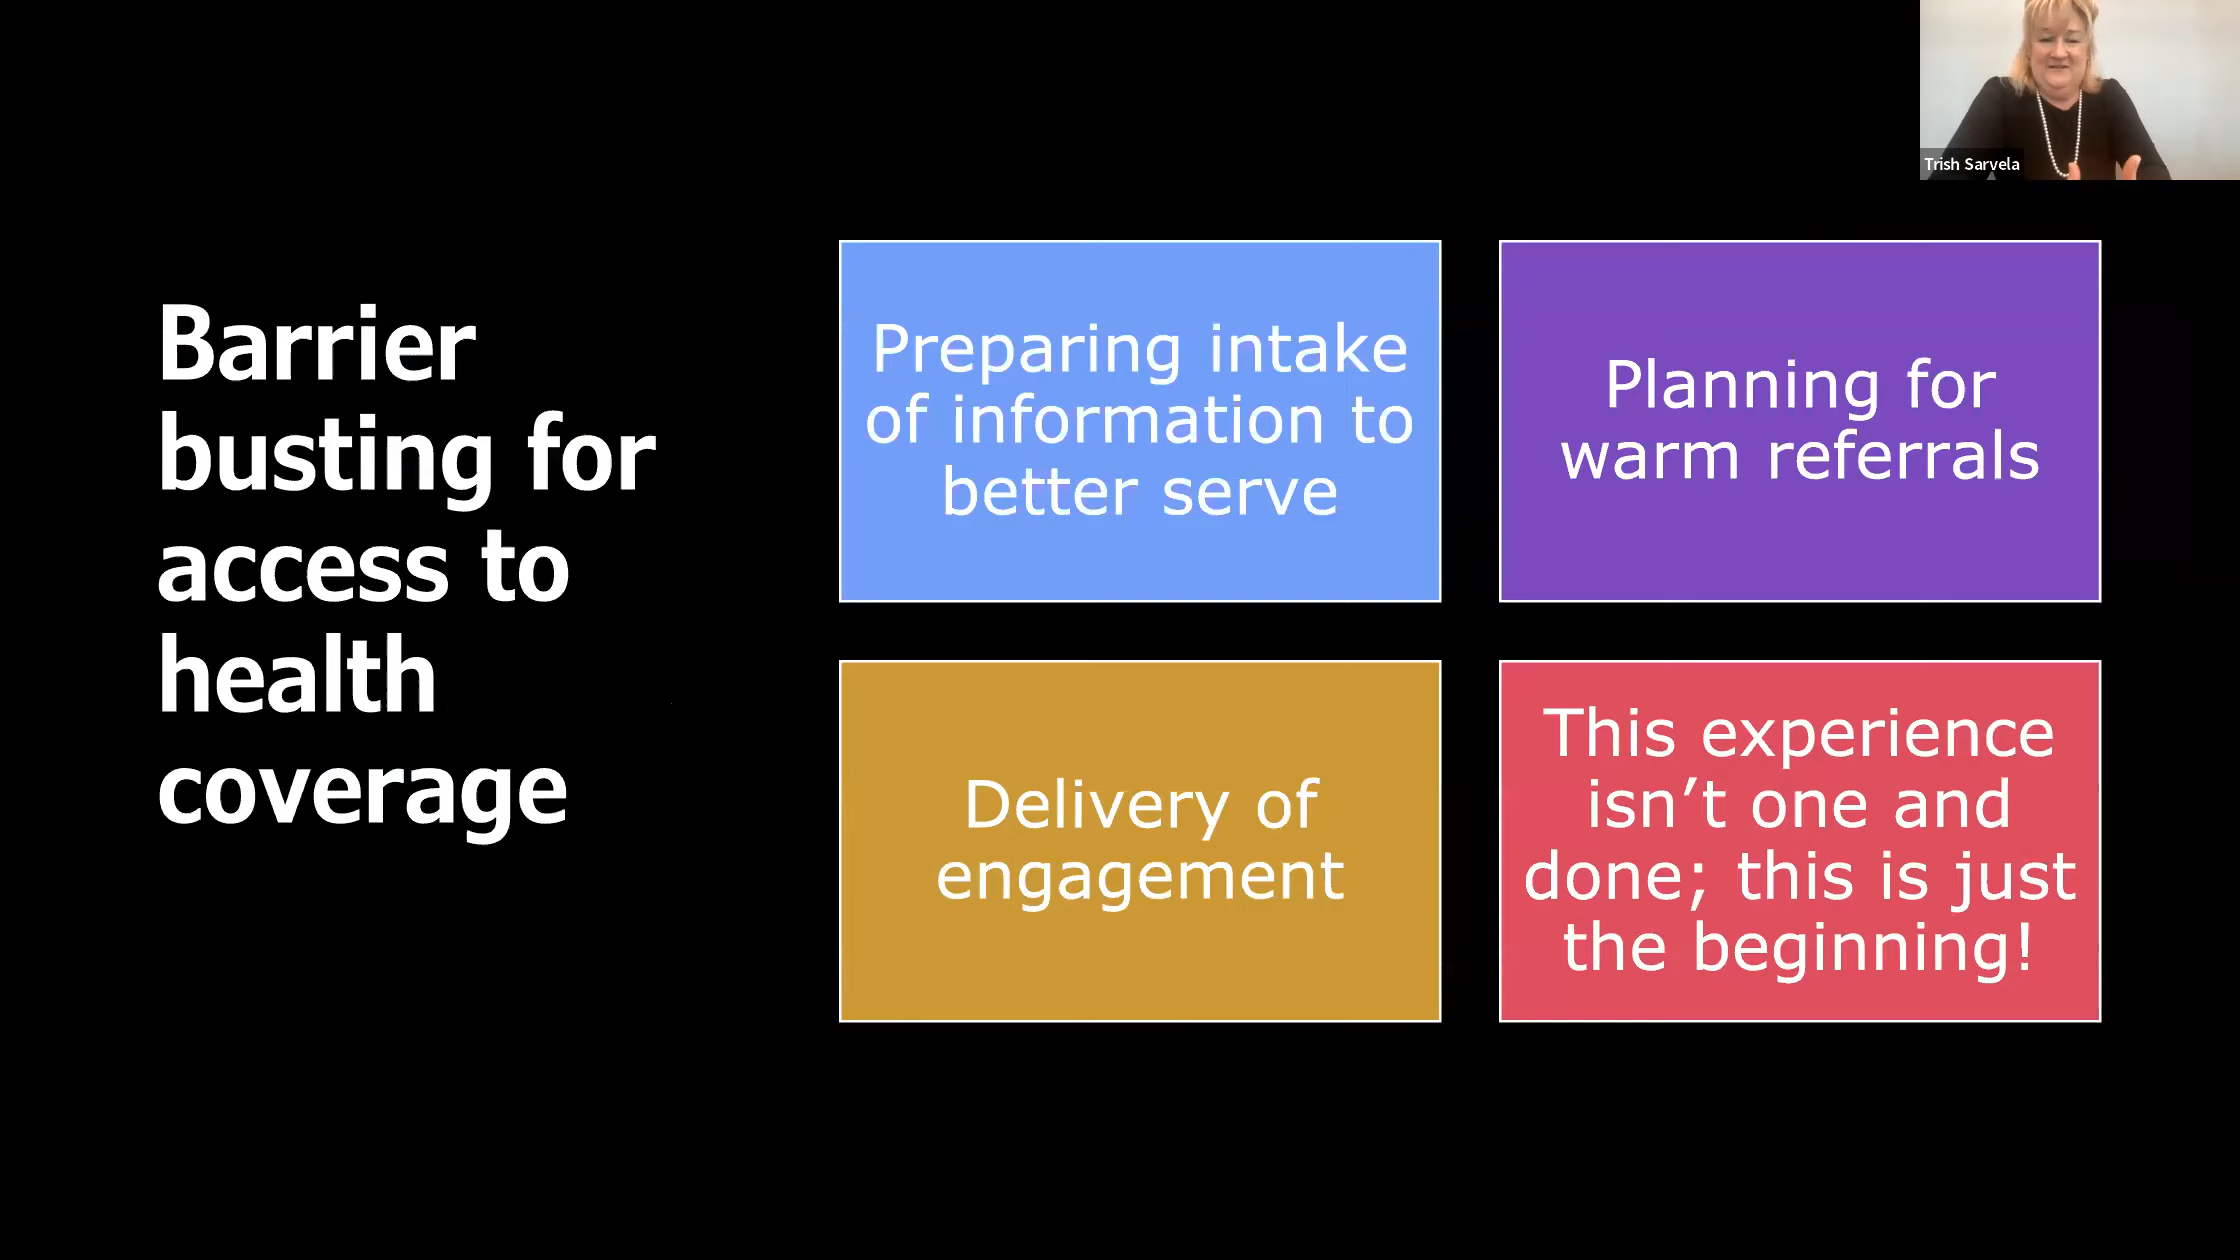 Trish Sarvela
Barrier
busting for
access to
health
coverage
Preparing intake
of information to
better serve
Planning for
warm referrals
Delivery of
engagement
This experience
isn’t one and
done; this is just
the beginning!